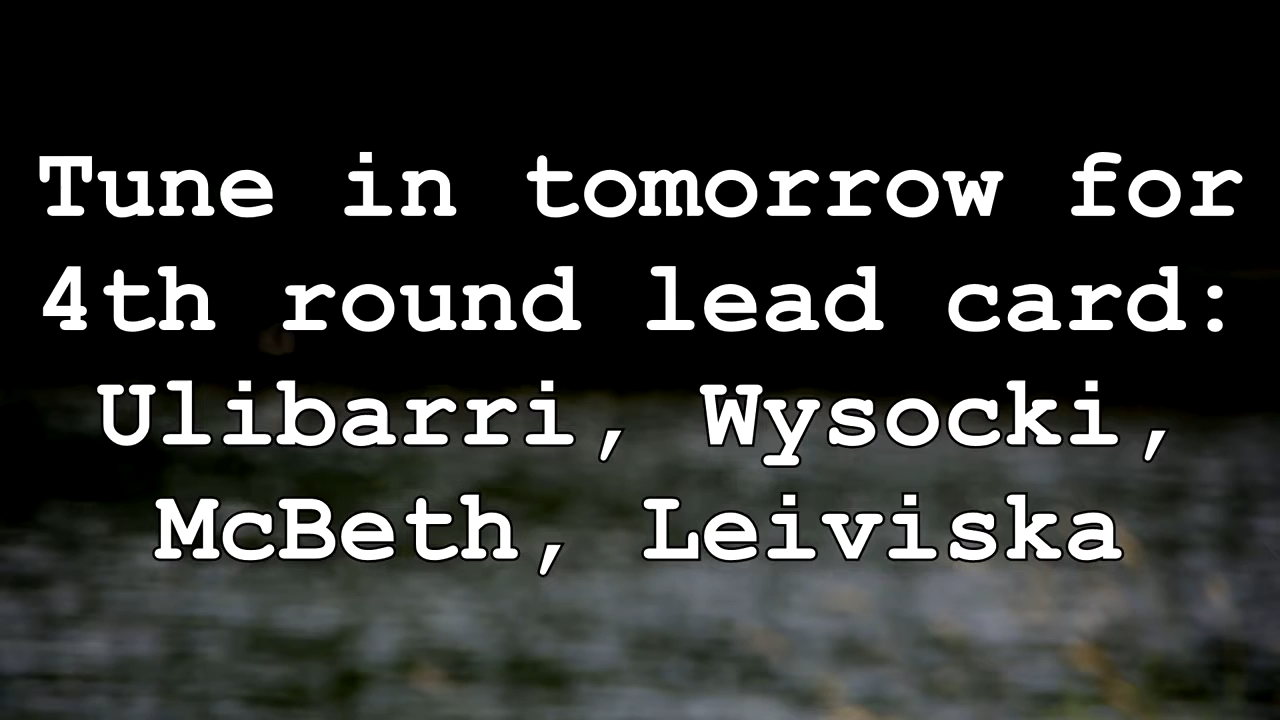 Tune in tomorrow for
4th round lead card:
Ulibarri, Wysocki,
McBeth, Leiviska